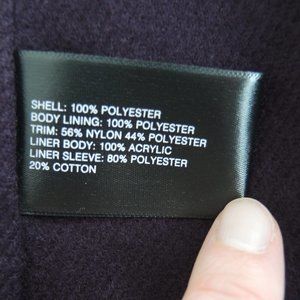 SHELL: 100% POLYESTER
BODY LINING: 100% POLYESTER
TRIM: 56% NYLON 44% POLYESTER
LINER BODY: 100% ACRYLIC
LINER SLEEVE: 80% POLYESTER
20% COTTON